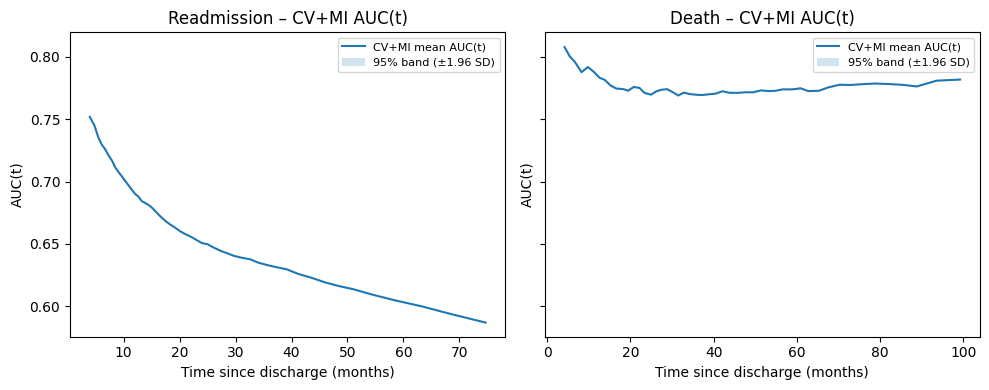 Readmission – CV+MI AUC(t)
CV+MI mean AUC(t)
95% band (±1.96 SD)
0.80
0.75
0.70
0.65
0.60
AUC(t)
10 20 30 40 50 60 70
Time since discharge (months)
Death – CV+MI AUC(t)
CV+MI mean AUC(t)
95% band (±1.96 SD)
AUC(t)
0 20 40 60 80 100
Time since discharge (months)